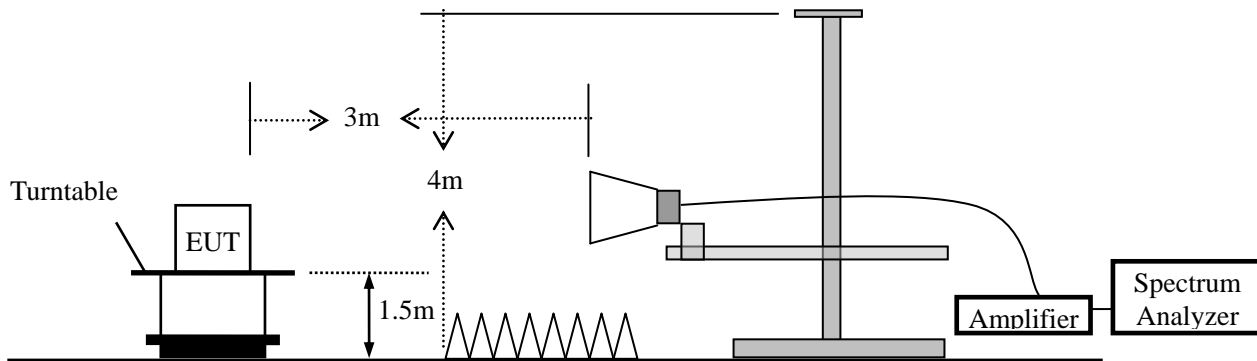 3m
4m
Turntable
EUT
1.5m
Amplifier
Spectrum
Analyzer